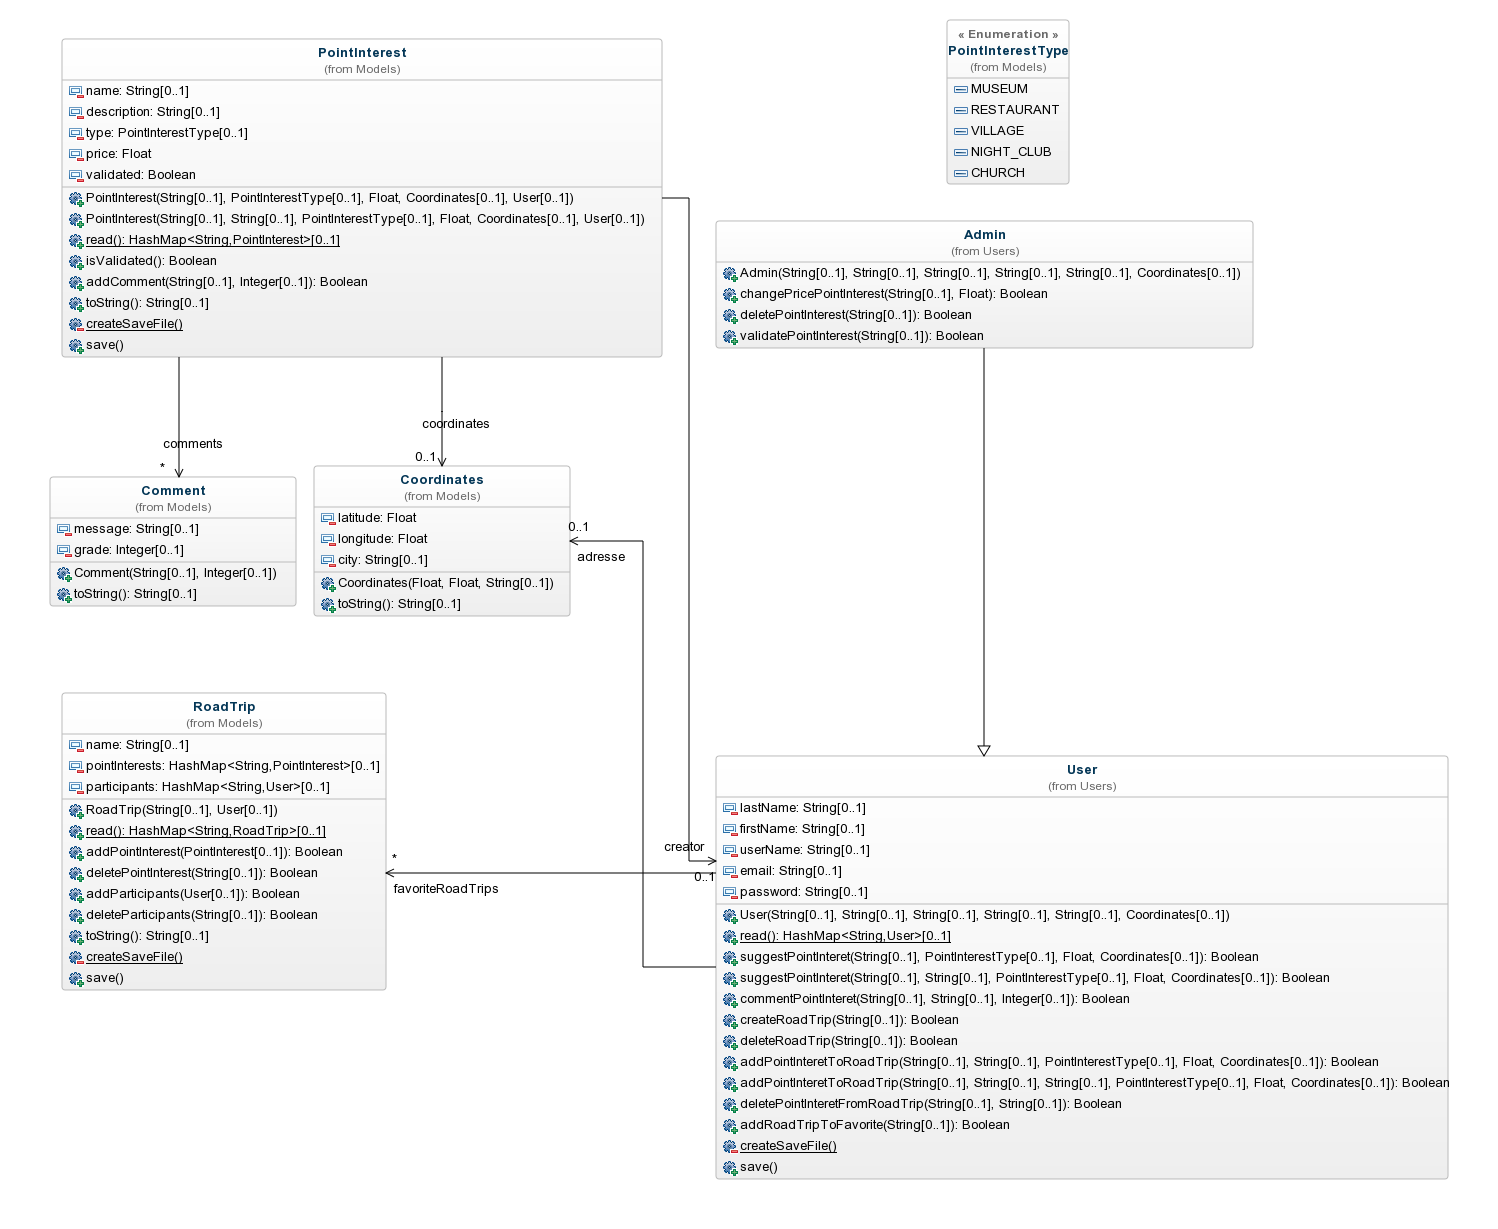 PointInterest
(from Models)
name: String[0..1]
description: String[0..1]
type: PointInterestType[0..1]
price: Float
validated: Boolean
PointInterest(String[0..1], PointInterestType[0..1], Float, Coordinates[0..1], User[0..1])
PointInterest(String[0..1], String[0..1], PointInterestType[0..1], Float, Coordinates[0..1], User[0..1])
read(): HashMap<String,PointInterest>[0..1]
isValidated(): Boolean
addComment(String[0..1], Integer[0..1]): Boolean
toString(): String[0..1]
createSaveFile()
save()
« Enumeration »
PointInterestType
(from Models)
MUSEUM
RESTAURANT
VILLAGE
NIGHT_CLUB
CHURCH
Admin
(from Users)
Admin(String[0..1], String[0..1], String[0..1], String[0..1], String[0..1], Coordinates[0..1])
changePricePointInterest(String[0..1], Float): Boolean
deletePointInterest(String[0..1]): Boolean
validatePointInterest(String[0..1]): Boolean
comments
*
coordinates
0..1
Comment
(from Models)
message: String[0..1]
grade: Integer[0..1]
Comment(String[0..1], Integer[0..1])
toString(): String[0..1]
Coordinates
(from Models)
latitude: Float
longitude: Float
city: String[0..1]
Coordinates(Float, Float, String[0..1])
toString(): String[0..1]
0..1
adresse
RoadTrip
(from Models)
name: String[0..1]
pointInterests: HashMap<String,PointInterest>[0..1]
participants: HashMap<String,User>[0..1]
RoadTrip(String[0..1], User[0..1])
read(): HashMap<String,RoadTrip>[0..1]
addPointInterest(PointInterest[0..1]): Boolean
deletePointInterest(String[0..1]): Boolean
addParticipants(User[0..1]): Boolean
deleteParticipants(String[0..1]): Boolean
toString(): String[0..1]
createSaveFile()
save()
*
favoriteRoadTrips
creator
0..1
User
(from Users)
lastName: String[0..1]
firstName: String[0..1]
userName: String[0..1]
email: String[0..1]
password: String[0..1]
User(String[0..1], String[0..1], String[0..1], String[0..1], String[0..1], Coordinates[0..1])
read(): HashMap<String,User>[0..1]
suggestPointInteret(String[0..1], PointInterestType[0..1], Float, Coordinates[0..1]): Boolean
suggestPointInteret(String[0..1], String[0..1], PointInterestType[0..1], Float, Coordinates[0..1]): Boolean
commentPointInteret(String[0..1], String[0..1], Integer[0..1]): Boolean
createRoadTrip(String[0..1]): Boolean
deleteRoadTrip(String[0..1]): Boolean
addPointInteretToRoadTrip(String[0..1], String[0..1], PointInterestType[0..1], Float, Coordinates[0..1]): Boolean
addPointInteretToRoadTrip(String[0..1], String[0..1], String[0..1], PointInterestType[0..1], Float, Coordinates[0..1]): Boolean
deletePointInteretFromRoadTrip(String[0..1], String[0..1]): Boolean
addRoadTripToFavorite(String[0..1]): Boolean
createSaveFile()
save()